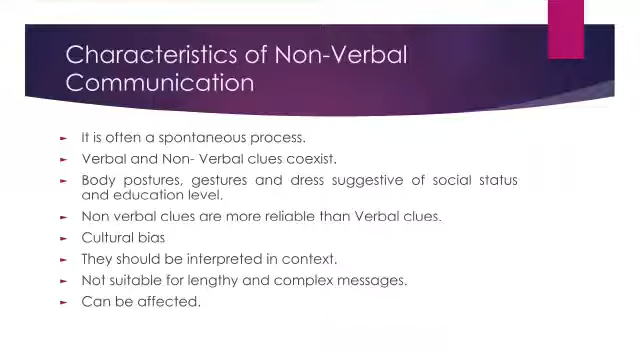 Characteristics of Non-Verbal
Communication
It is often a spontaneous process.
Verbal and Non- Verbal clues coexist.
Body postures, gestures and dress suggestive of social status
and education level.
Non verbal clues are more reliable than Verbal clues.
Cultural bias
They should be interpreted in context.
Not suitable for lengthy and complex messages.
Can be affected.